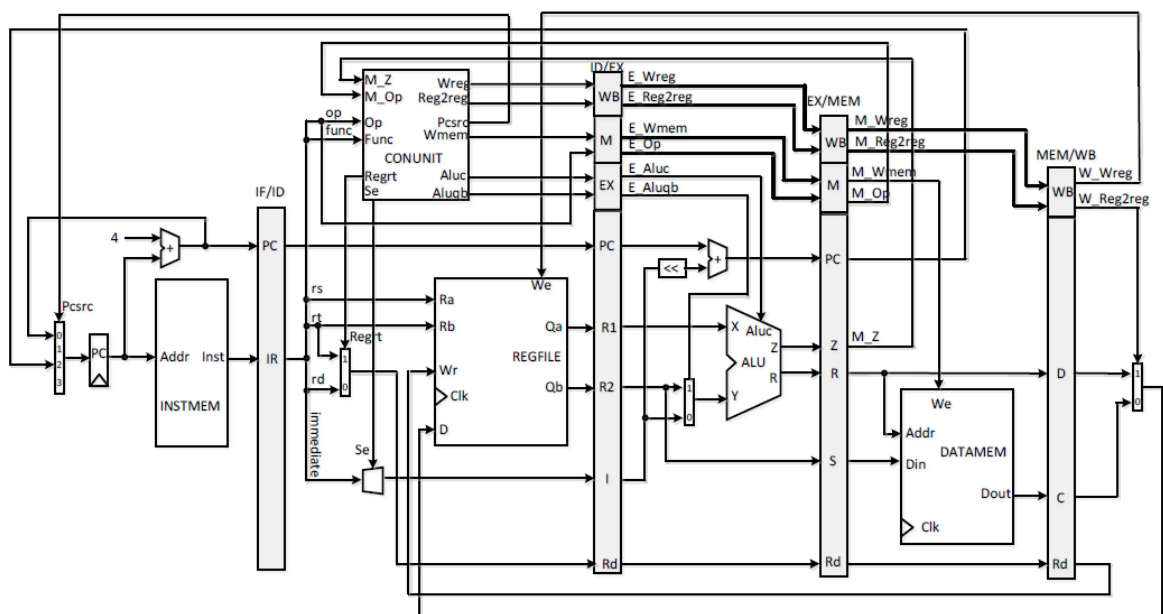 ID/EX
M_Z
M_Op
Op
Func
CONUNIT
Regrt
Se
Wreg
Reg2reg
Pcsrc
Wmem
Aluc
Aluqb
op
func
WB
M
EX
E_Wreg
E_Reg2reg
E_Wmem
E_Op
E_Aluc
E_Aluqb
EX/MEM
WB
M
M_Wreg
M_Reg2reg
M_Wmem
M_Op
MEM/WB
WB
W_Wreg
W_Reg2reg
IF/ID
PC
IR
4
+
Pcsrc
0
1
2
3
PC
Addr
Inst
INSTMEM
rs
rt
rd
immediate
Regrt
1
0
Se
We
Ra
Rb
Wr
Clk
D
Qa
Qb
REGFILE
PC
R1
R2
I
Rd
<<
+
1
0
X
Y
Aluc
ALU
Z
R
PC
Z
R
S
Rd
M_Z
We
Addr
Din
DATAMEM
Dout
Clk
D
C
Rd
1
0